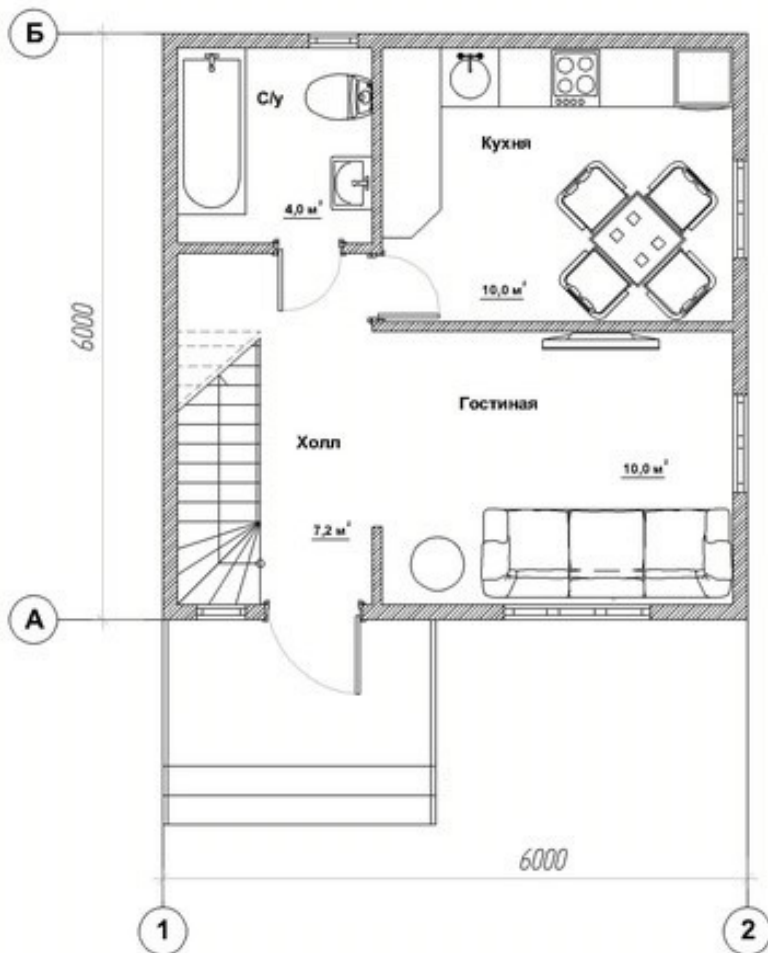 Б
С/у
Кухня
4,0 м²
10,0 м²
6000
Гостиная
Холл
10,0 м²
7,2 м²
А
6000
1
2